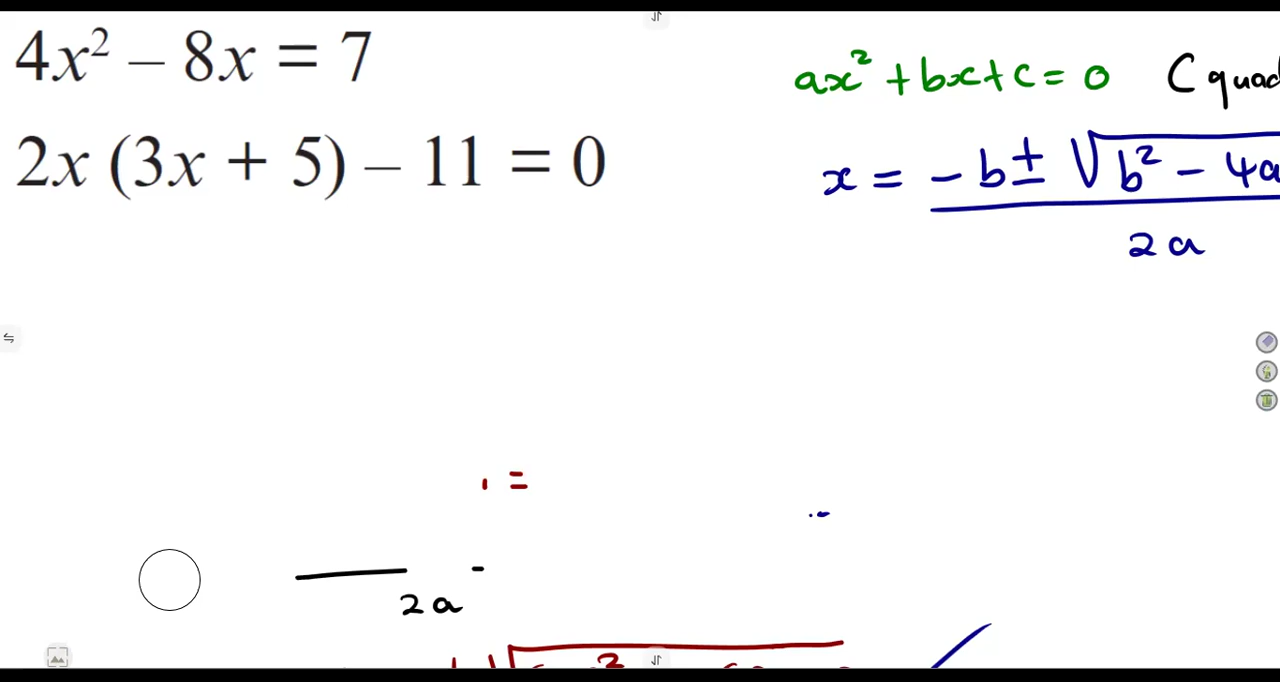 4x² – 8x = 7
2x (3x + 5) – 11 = 0
ax² + bx + c = 0 (
x = -b ± √b² - 4a
2a
=
2a